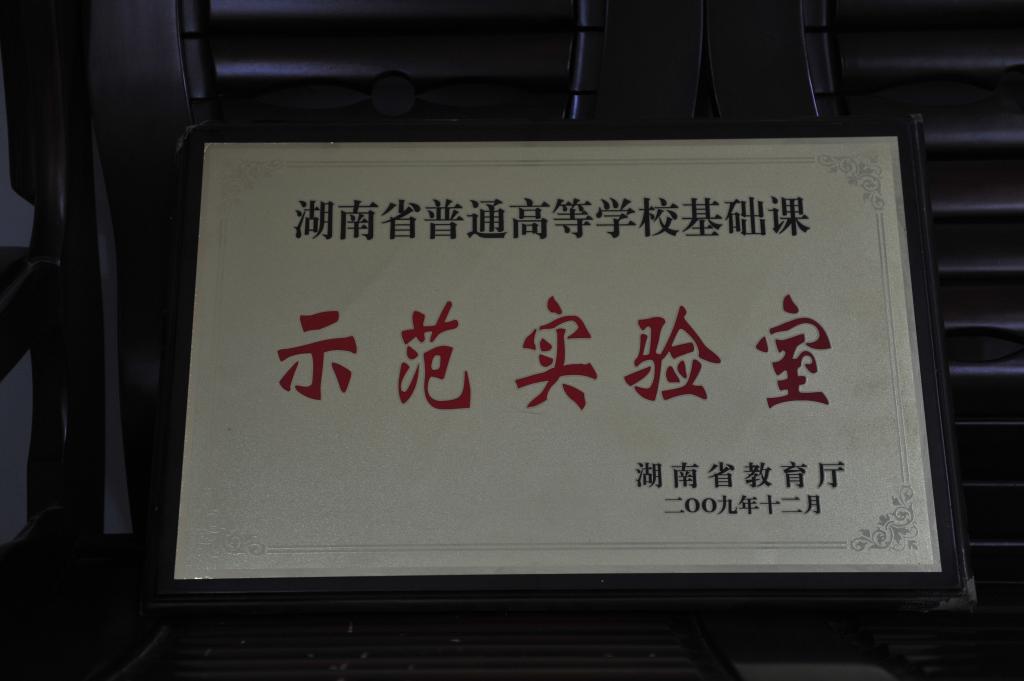 湖南省普通高等学校基础课
示范实验室
湖南省教育厅
二OO九年十二月